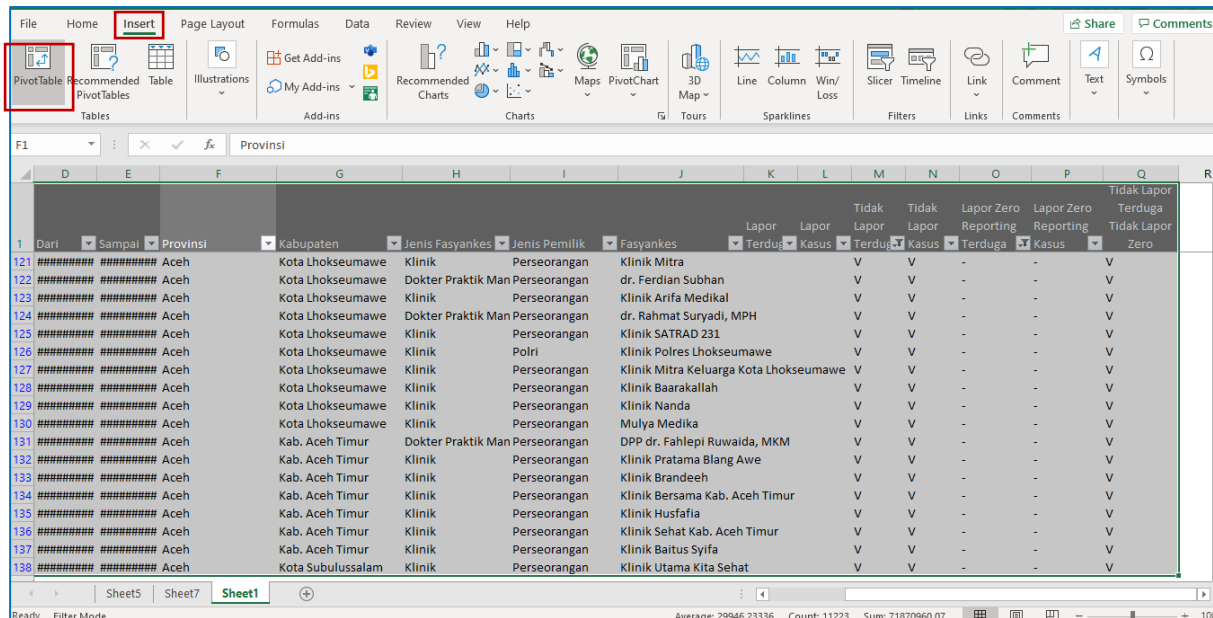 File Home Insert Page Layout Formulas Data Review View Help Share Comments
PivotTable Recommended PivotTables Table
Illustrations
Get Add-ins
My Add-ins
Recommended Charts
Maps PivotChart
3D Map
Line Column Win/Loss
Slicer Timeline
Link
Comment
Text
Symbols
Tables Add-ins Charts Tours Sparklines Filters Links Comments
F1 fx Provinsi
D E F G H I J K L M N O P Q R
1 Dari Sampai Provinsi Kabupaten Jenis Fasyankes Jenis Pemilik Fasyankes Lapor Terdug Lapor Kasus Tidak Lapor Terdug Tidak Lapor Kasus Lapor Zero Reporting Terduga Lapor Zero Reporting Kasus Tidak Lapor Terduga Tidak Lapor Zero
121 ######### ######### Aceh Kota Lhokseumawe Klinik Perseorangan Klinik Mitra V V - - V
122 ######### ######### Aceh Kota Lhokseumawe Dokter Praktik Man Perseorangan dr. Ferdian Subhan V V - - V
123 ######### ######### Aceh Kota Lhokseumawe Klinik Perseorangan Klinik Arifa Medikal V V - - V
124 ######### ######### Aceh Kota Lhokseumawe Dokter Praktik Man Perseorangan dr. Rahmat Suryadi, MPH V V - - V
125 ######### ######### Aceh Kota Lhokseumawe Klinik Perseorangan Klinik SATRAD 231 V V - - V
126 ######### ######### Aceh Kota Lhokseumawe Klinik Polri Klinik Polres Lhokseumawe V V - - V
127 ######### ######### Aceh Kota Lhokseumawe Klinik Perseorangan Klinik Mitra Keluarga Kota Lhokseumawe V V - - V
128 ######### ######### Aceh Kota Lhokseumawe Klinik Perseorangan Klinik Baarakallah V V - - V
129 ######### ######### Aceh Kota Lhokseumawe Klinik Perseorangan Klinik Nanda V V - - V
130 ######### ######### Aceh Kota Lhokseumawe Klinik Perseorangan Mulya Medika V V - - V
131 ######### ######### Aceh Kab. Aceh Timur Dokter Praktik Man Perseorangan DPP dr. Fahlepi Ruwaida, MKM V V - - V
132 ######### ######### Aceh Kab. Aceh Timur Klinik Perseorangan Klinik Pratama Blang Awe V V - - V
133 ######### ######### Aceh Kab. Aceh Timur Klinik Perseorangan Klinik Brandeeh V V - - V
134 ######### ######### Aceh Kab. Aceh Timur Klinik Perseorangan Klinik Bersama Kab. Aceh Timur V V - - V
135 ######### ######### Aceh Kab. Aceh Timur Klinik Perseorangan Klinik Husfafia V V - - V
136 ######### ######### Aceh Kab. Aceh Timur Klinik Perseorangan Klinik Sehat Kab. Aceh Timur V V - - V
137 ######### ######### Aceh Kab. Aceh Timur Klinik Perseorangan Klinik Baitus Syifa V V - - V
138 ######### ######### Aceh Kota Subulussalam Klinik Perseorangan Klinik Utama Kita Sehat V V - - V
Sheet5 Sheet7 Sheet1
Ready Filter Mode Average: 29946,23336 Count: 11223 Sum: 71870960,07